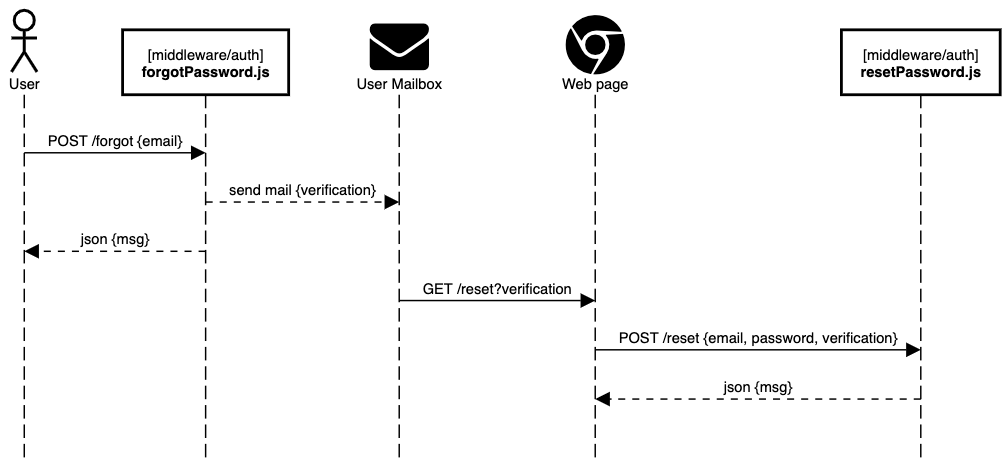 [middleware/auth]
forgotPassword.js
[middleware/auth]
resetPassword.js
User
User Mailbox
Web page
POST /forgot {email}
send mail {verification}
json {msg}
GET /reset?verification
POST /reset {email, password, verification}
json {msg}